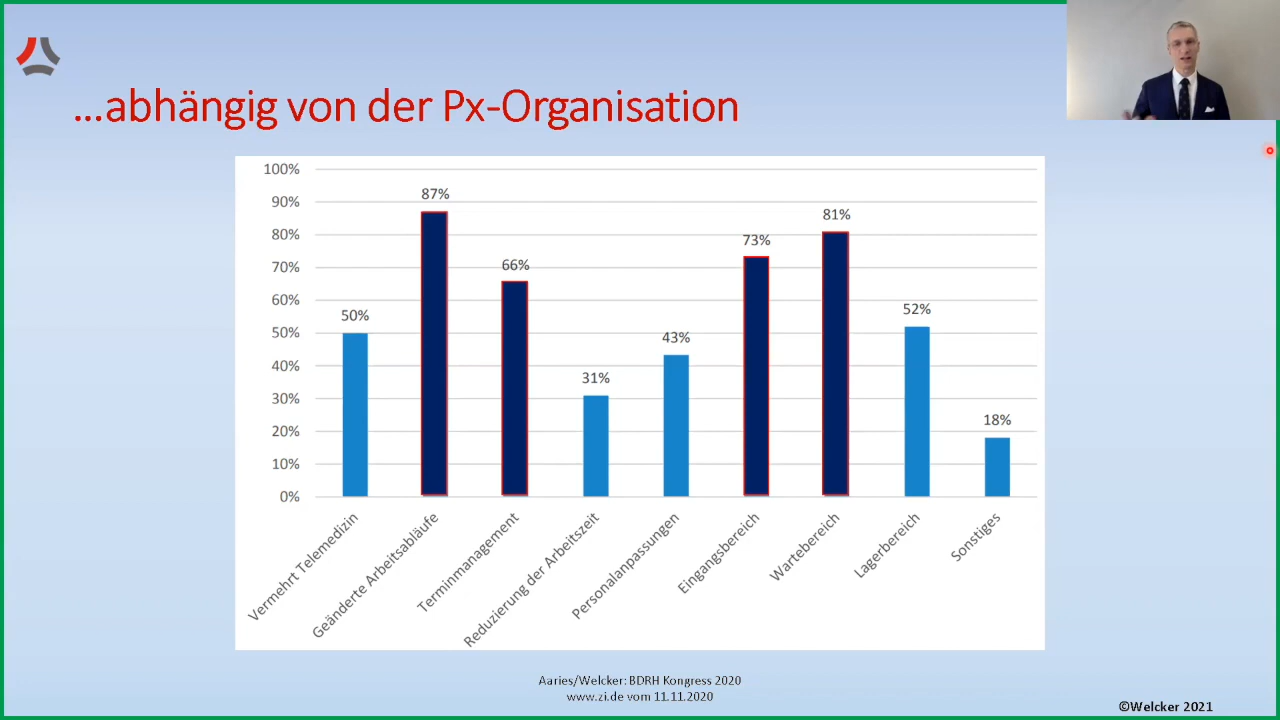 …abhängig von der Px-Organisation
100%
90%
80%
70%
60%
50%
40%
30%
20%
10%
0%
50%
87%
66%
31%
43%
73%
81%
52%
18%
Vermehrt Telemedizin
Geänderte Arbeitsabläufe
Terminmanagement
Reduzierung der Arbeitszeit
Personalanpassungen
Eingangsbereich
Wartebereich
Lagerbereich
Sonstiges
Aaries/Welcker: BDRH Kongress 2020
www.zi.de vom 11.11.2020
©Welcker 2021